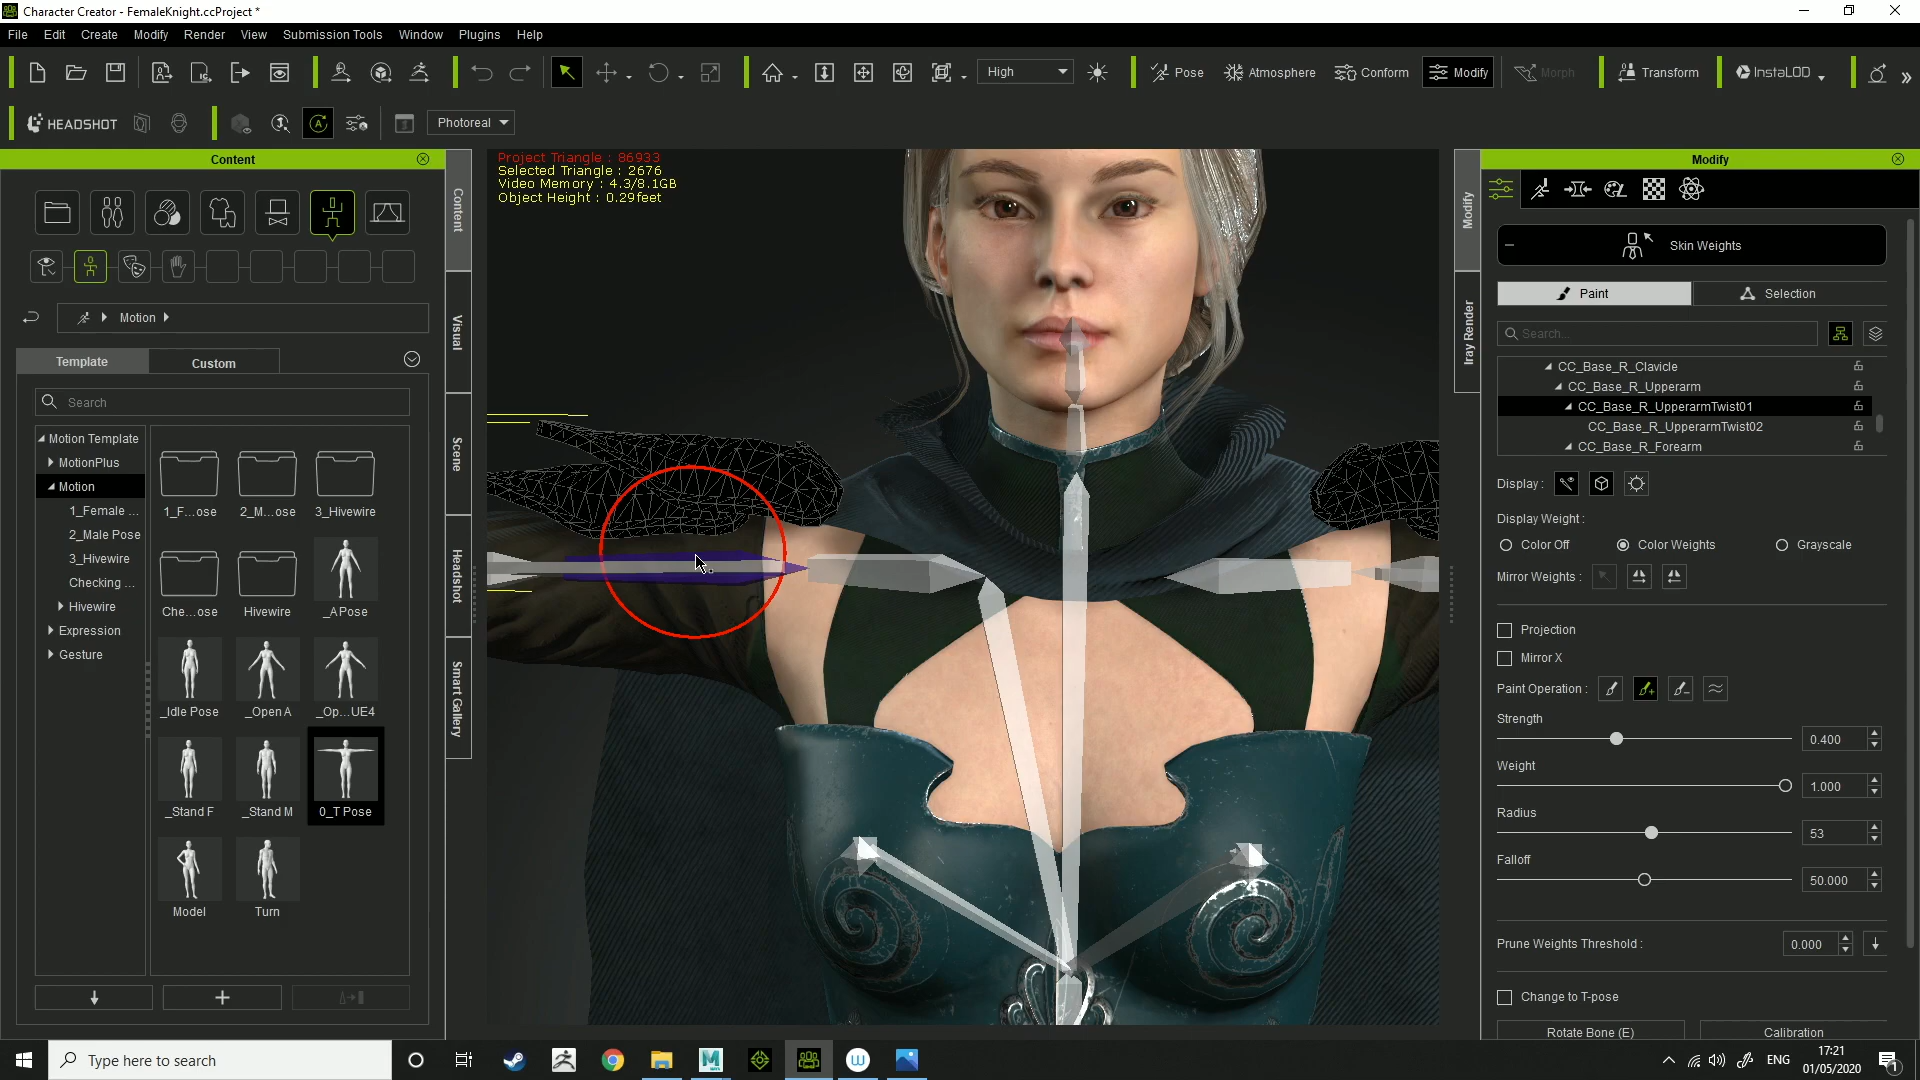 Character Creator - FemaleKnight.ccProject *
File Edit Create Modify Render View Submission Tools Window Plugins Help
High Pose Atmosphere Conform Modify Morph Transform InstaLOD
HEADSHOT Photoreal
Content
Content
Visual
Scene
Headshot
Smart Gallery
Motion
Template Custom
Search
Motion Template
MotionPlus
Motion
1_Female ...
2_Male Pose
3_Hivewire
Checking ...
Hivewire
Expression
Gesture
1_F...ose 2_M...ose 3_Hivewire
Che...ose Hivewire _APose
_Idle Pose _Open A _Op...UE4
_Stand F _Stand M 0_T Pose
Model Turn
Project Triangle : 86933
Selected Triangle : 2676
Video Memory : 4.3/8.1GB
Object Height : 0.29feet
Modify
Iray Render
Modify
Skin Weights
Paint Selection
Search...
CC_Base_R_Clavicle
CC_Base_R_Upperarm
CC_Base_R_UpperarmTwist01
CC_Base_R_UpperarmTwist02
CC_Base_R_Forearm
Display :
Display Weight :
Color Off Color Weights Grayscale
Mirror Weights :
Projection
Mirror X
Paint Operation :
Strength
0.400
Weight
1.000
Radius
53
Falloff
50.000
Prune Weights Threshold : 0.000
Change to T-pose
Rotate Bone (E) Calibration
Type here to search
ENG
17:21
01/05/2020
1